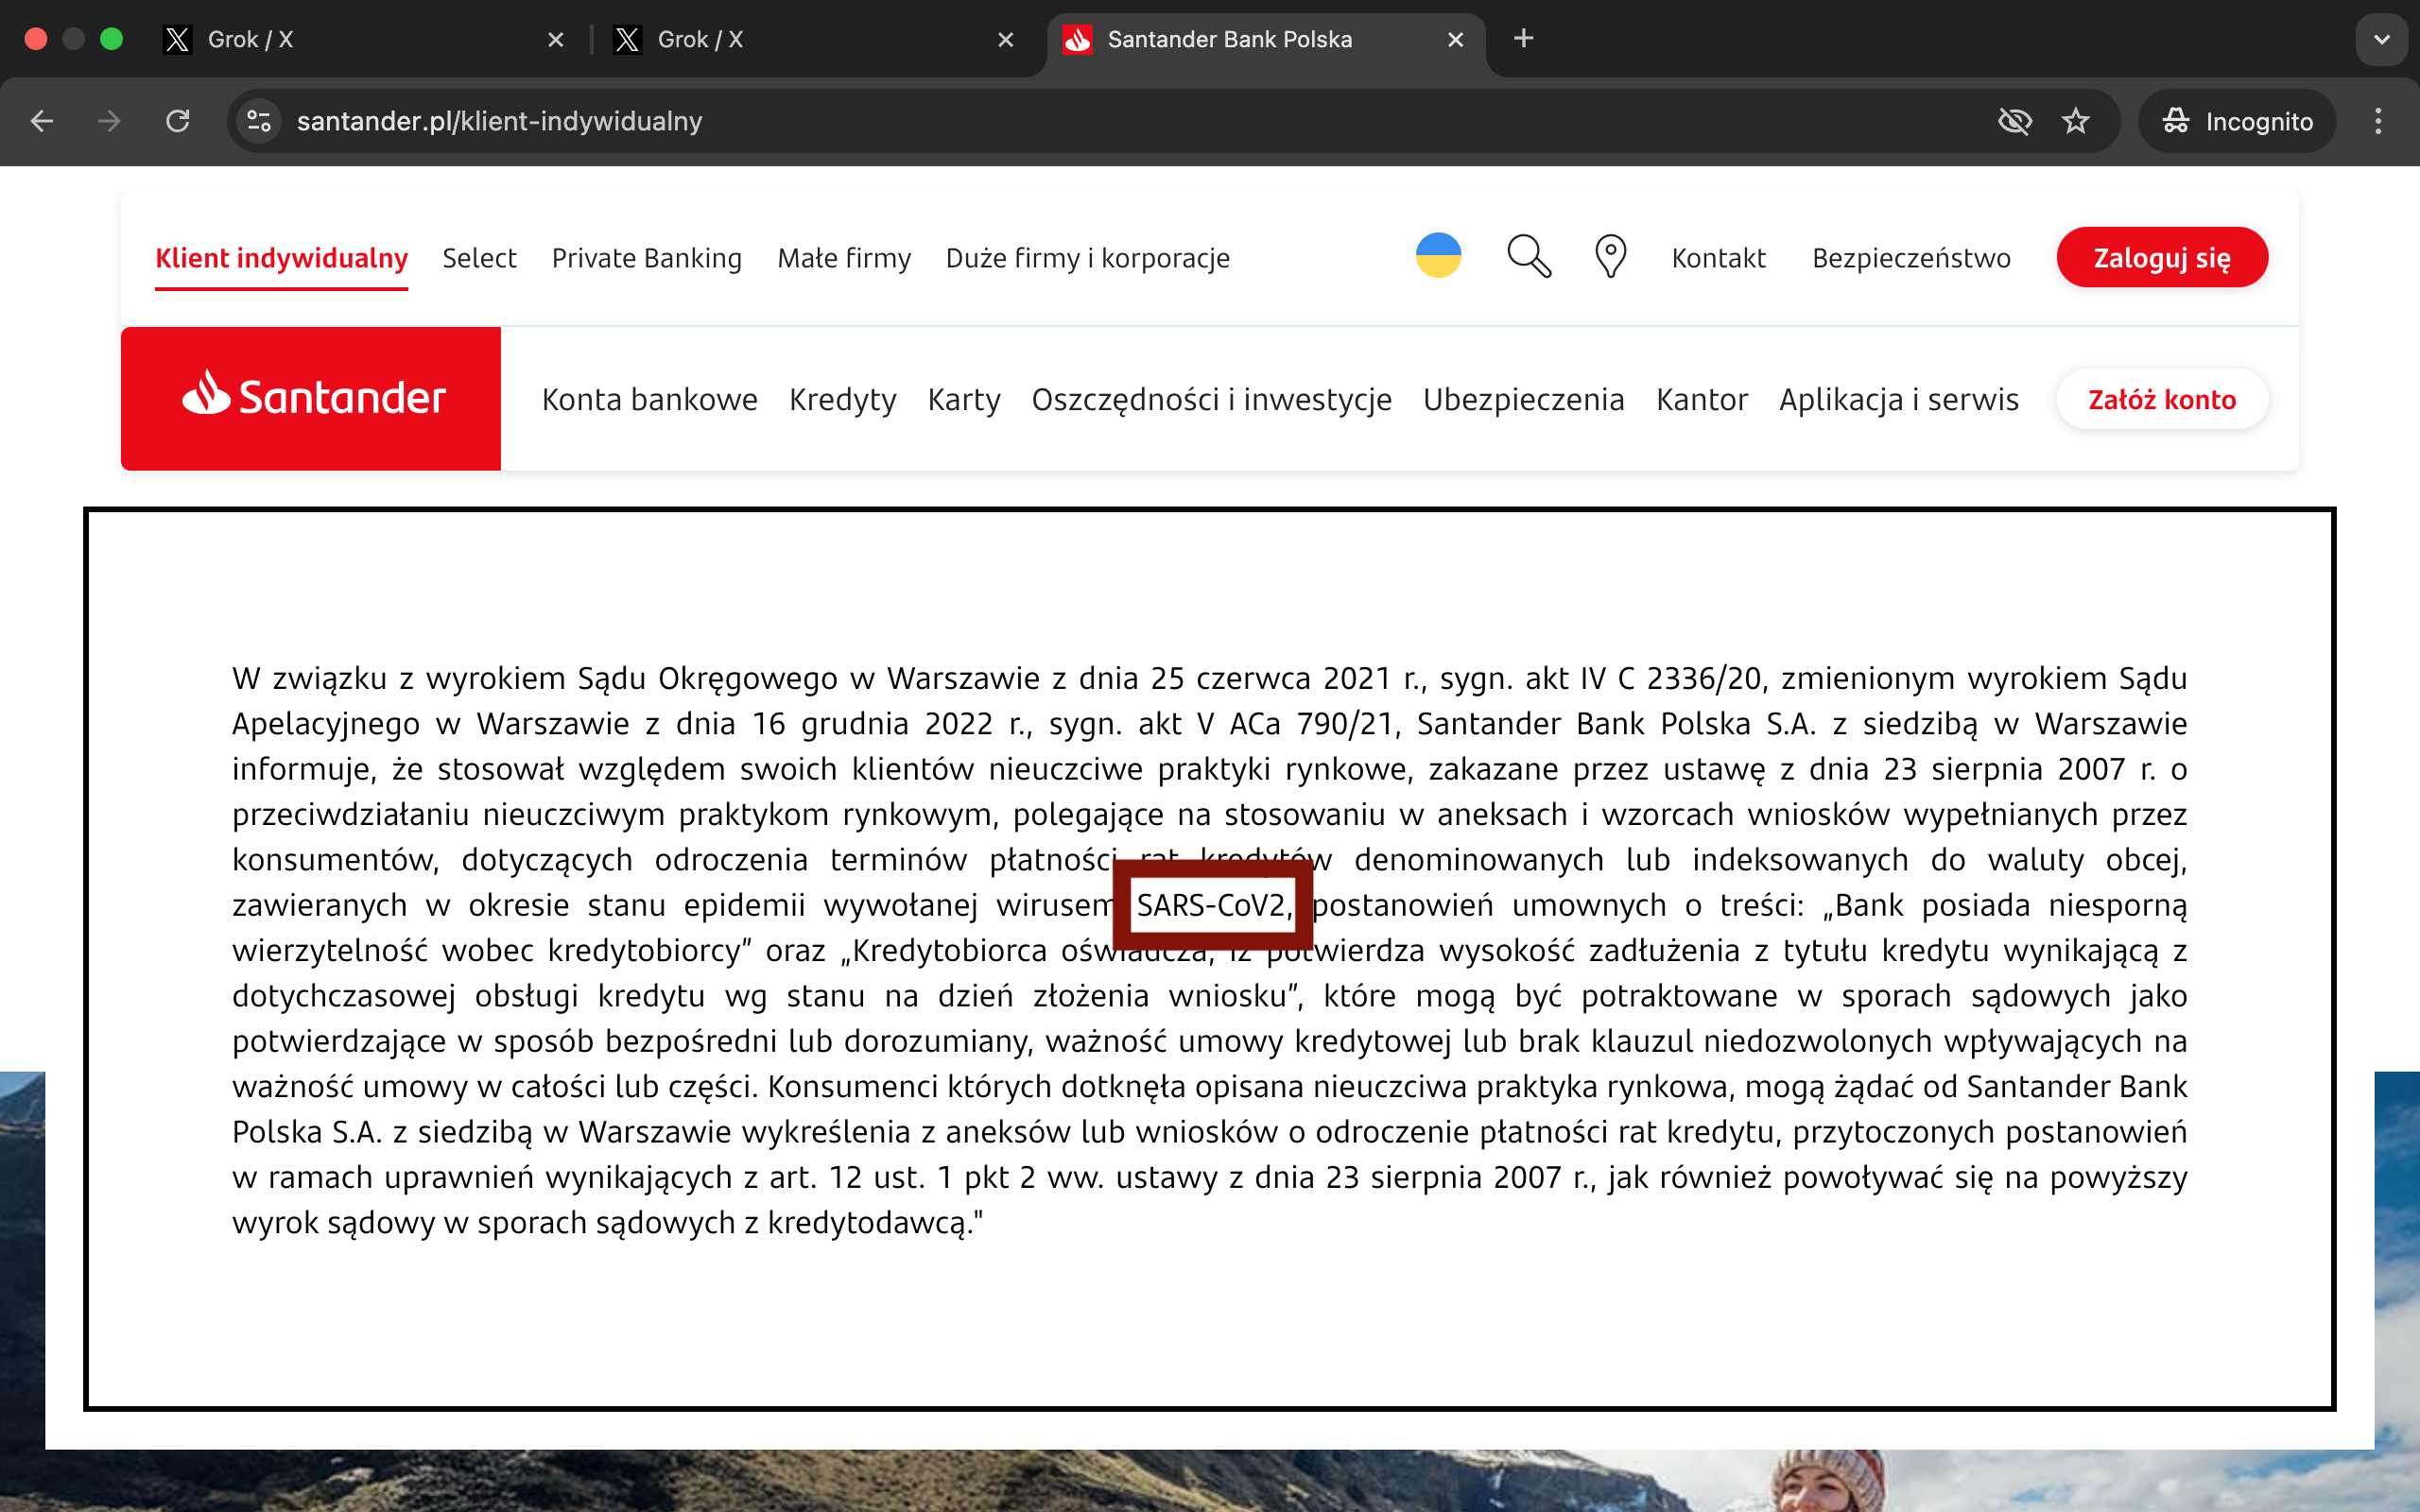 Grok / X
Grok / X
Santander Bank Polska
santander.pl/klient-indywidualny
Incognito
Klient indywidualny
Select
Private Banking
Małe firmy
Duże firmy i korporacje
Kontakt
Bezpieczeństwo
Zaloguj się
Santander
Konta bankowe
Kredyty
Karty
Oszczędności i inwestycje
Ubezpieczenia
Kantor
Aplikacja i serwis
Załóż konto
W związku z wyrokiem Sądu Okręgowego w Warszawie z dnia 25 czerwca 2021 r., sygn. akt IV C 2336/20, zmienionym wyrokiem Sądu
Apelacyjnego w Warszawie z dnia 16 grudnia 2022 r., sygn. akt V ACa 790/21, Santander Bank Polska S.A. z siedzibą w Warszawie
informuje, że stosował względem swoich klientów nieuczciwe praktyki rynkowe, zakazane przez ustawę z dnia 23 sierpnia 2007 r. o
przeciwdziałaniu nieuczciwym praktykom rynkowym, polegające na stosowaniu w aneksach i wzorcach wniosków wypełnianych przez
konsumentów, dotyczących odroczenia terminów płatności rat kredytów denominowanych lub indeksowanych do waluty obcej,
zawieranych w okresie stanu epidemii wywołanej wirusem SARS-CoV2, postanowień umownych o treści: „Bank posiada niesporną
wierzytelność wobec kredytobiorcy” oraz „Kredytobiorca oświadcza, iż potwierdza wysokość zadłużenia z tytułu kredytu wynikającą z
dotychczasowej obsługi kredytu wg stanu na dzień złożenia wniosku”, które mogą być potraktowane w sporach sądowych jako
potwierdzające w sposób bezpośredni lub dorozumiany, ważność umowy kredytowej lub brak klauzul niedozwolonych wpływających na
ważność umowy w całości lub części. Konsumenci których dotknęła opisana nieuczciwa praktyka rynkowa, mogą żądać od Santander Bank
Polska S.A. z siedzibą w Warszawie wykreślenia z aneksów lub wniosków o odroczenie płatności rat kredytu, przytoczonych postanowień
w ramach uprawnień wynikających z art. 12 ust. 1 pkt 2 ww. ustawy z dnia 23 sierpnia 2007 r., jak również powoływać się na powyższy
wyrok sądowy w sporach sądowych z kredytodawcą."